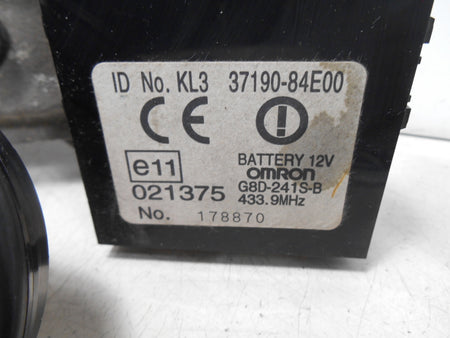 ID No. KL3 37190-84E00
CE !
e11 BATTERY 12V
OMRON
021375 G8D-241S-B
433.9MHz
No. 178870